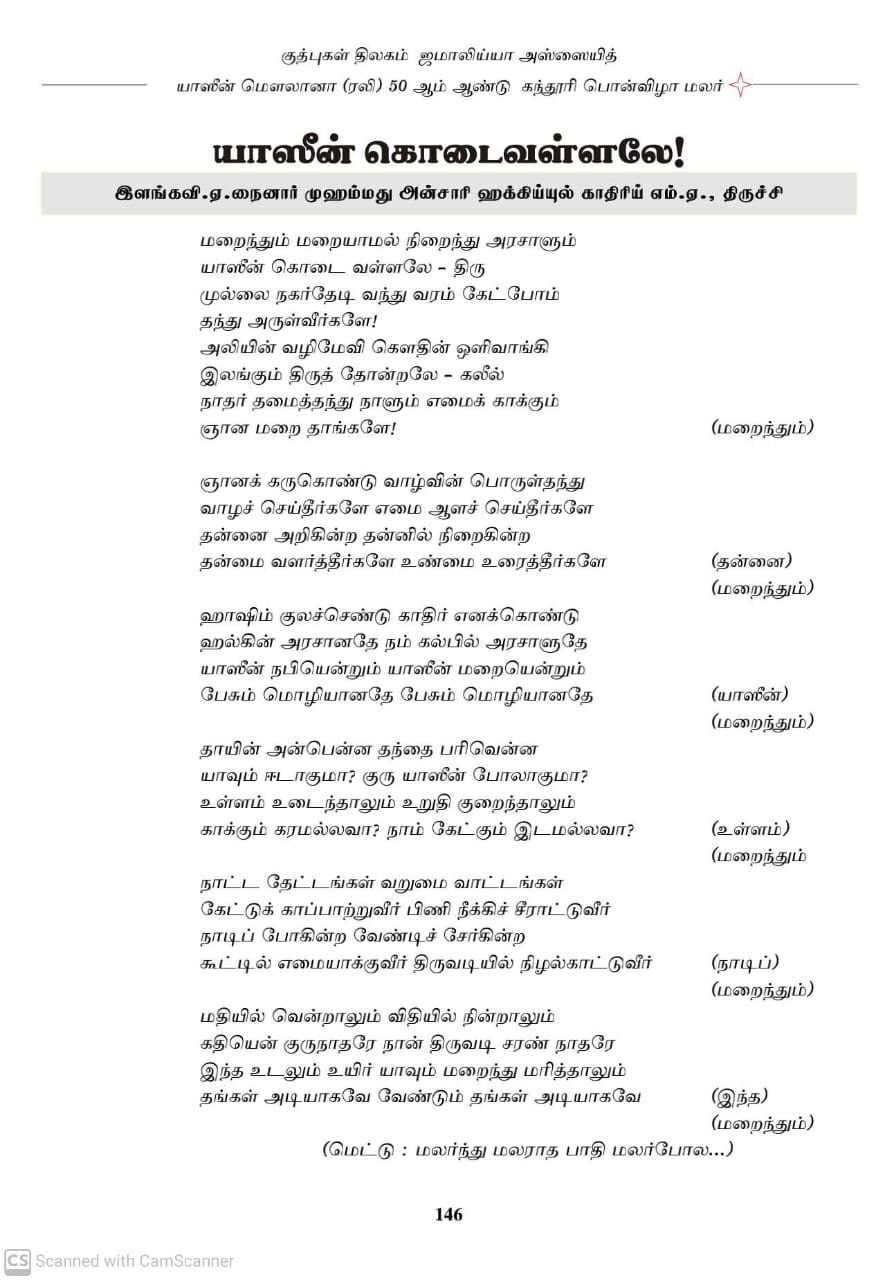 குத்புகள் திலகம் ஜமாலிய்யா அஸ்ஸையித்
யாஸீன் மௌலானா (ரலி) 50 ஆம் ஆண்டு கந்தூரி பொன்விழா மலர்
யாஸீன் கொடைவள்ளலே!
இளங்கவி.ஏ.நைனார் முஹம்மது அன்சாரி ஹக்கிய்யுல் காதிரிய் எம்.ஏ., திருச்சி
மறைந்தும் மறையாமல் நிறைந்து அரசாளும்
யாஸீன் கொடை வள்ளலே – திரு
முல்லை நகர்தேடி வந்து வரம் கேட்போம்
தந்து அருள்வீர்களே!
அலியின் வழிமேவி கௌதின் ஒளிவாங்கி
இலங்கும் திருத் தோன்றலே – கலீல்
நாதர் தமைத்தந்து நாளும் எமைக் காக்கும்
ஞான மறை தாங்களே! (மறைந்தும்)
ஞானக் கருகொண்டு வாழ்வின் பொருள்தந்து
வாழச் செய்தீர்களே எமை ஆளச் செய்தீர்களே
தன்னை அறிகின்ற தன்னில் நிறைகின்ற
தன்மை வளர்த்தீர்களே உண்மை உரைத்தீர்களே (தன்னை)
(மறைந்தும்)
ஹாஷிம் குலச்செண்டு காதிர் எனக்கொண்டு
ஹல்கின் அரசானதே நம் கல்பில் அரசாளுதே
யாஸீன் நபியென்றும் யாஸீன் மறையென்றும்
பேசும் மொழியானதே பேசும் மொழியானதே (யாஸீன்)
(மறைந்தும்)
தாயின் அன்பென்ன தந்தை பரிவென்ன
யாவும் ஈடாகுமா? குரு யாஸீன் போலாகுமா?
உள்ளம் உடைந்தாலும் உறுதி குறைந்தாலும்
காக்கும் கரமல்லவா? நாம் கேட்கும் இடமல்லவா? (உள்ளம்)
(மறைந்தும்
நாட்ட தேட்டங்கள் வறுமை வாட்டங்கள்
கேட்டுக் காப்பாற்றுவீர் பிணி நீக்கிச் சீராட்டுவீர்
நாடிப் போகின்ற வேண்டிச் சேர்கின்ற
கூட்டில் எமையாக்குவீர் திருவடியில் நிழல்காட்டுவீர் (நாடிப்)
(மறைந்தும்)
மதியில் வென்றாலும் விதியில் நின்றாலும்
கதியென் குருநாதரே நான் திருவடி சரண் நாதரே
இந்த உடலும் உயிர் யாவும் மறைந்து மரித்தாலும்
தங்கள் அடியாகவே வேண்டும் தங்கள் அடியாகவே (இந்த)
(மறைந்தும்)
(மெட்டு : மலர்ந்து மலராத பாதி மலர்போல...)
146
CS Scanned with CamScanner